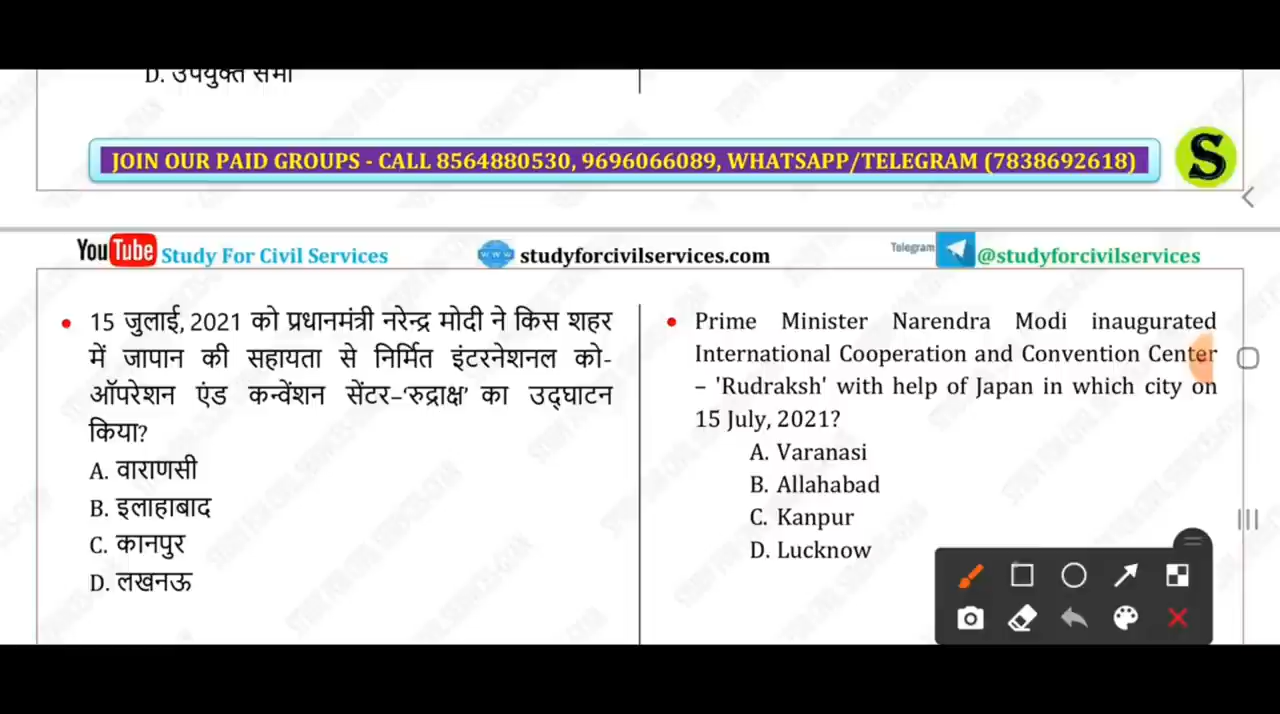 D. उपर्युक्त सभी
JOIN OUR PAID GROUPS - CALL 8564880530, 9696066089, WHATSAPP/TELEGRAM (7838692618)
S
YouTube Study For Civil Services
WWW studyforcivilservices.com
Telegram @studyforcivilservices
15 जुलाई, 2021 को प्रधानमंत्री नरेन्द्र मोदी ने किस शहर
में जापान की सहायता से निर्मित इंटरनेशनल को-
ऑपरेशन एंड कन्वेंशन सेंटर–‘रुद्राक्ष’ का उद्घाटन
किया?
A. वाराणसी
B. इलाहाबाद
C. कानपुर
D. लखनऊ
Prime Minister Narendra Modi inaugurated
International Cooperation and Convention Center
– 'Rudraksh' with help of Japan in which city on
15 July, 2021?
A. Varanasi
B. Allahabad
C. Kanpur
D. Lucknow